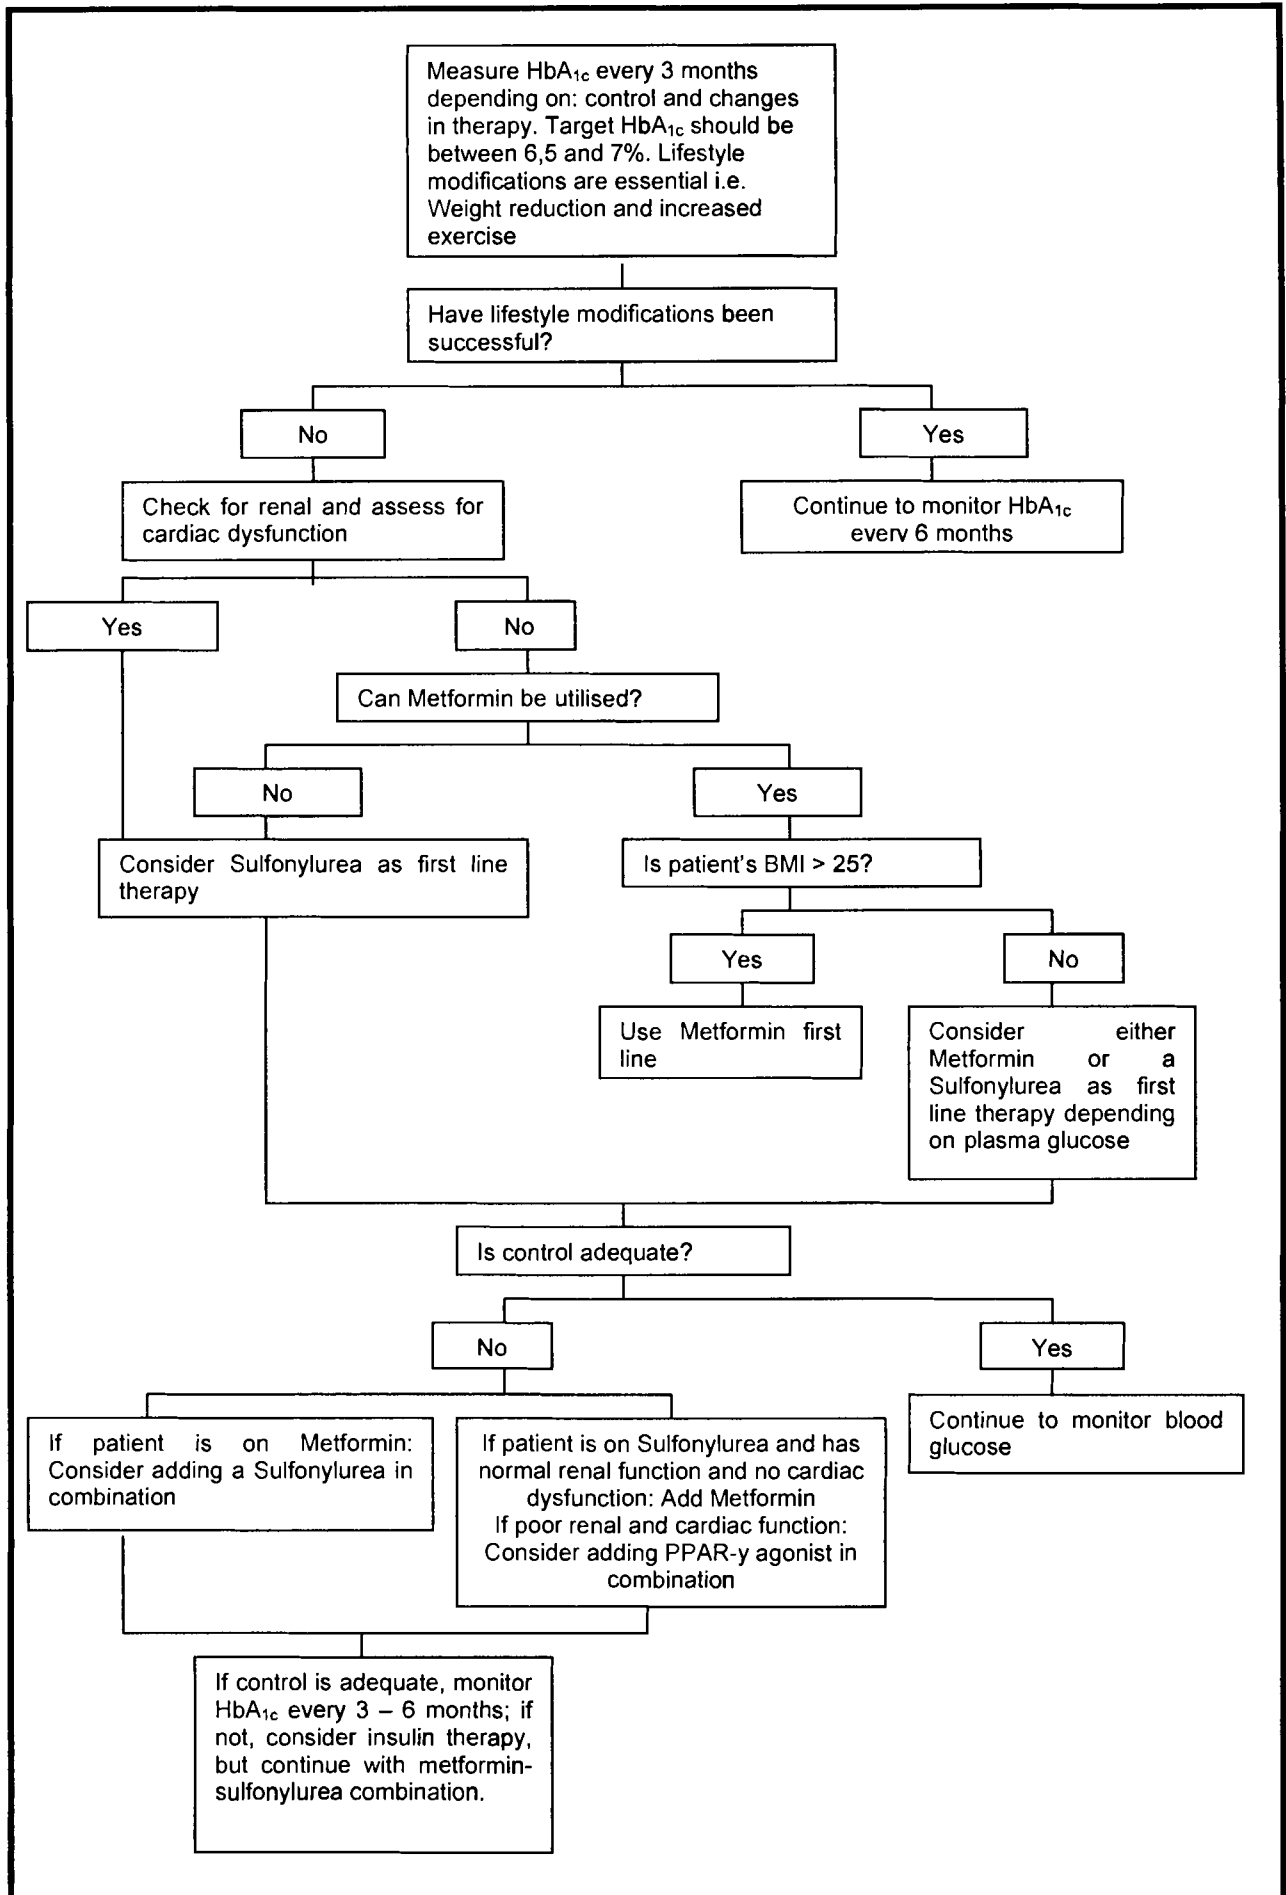 Measure HbA1c every 3 months
depending on: control and changes
in therapy. Target HbA1c should be
between 6,5 and 7%. Lifestyle
modifications are essential i.e.
Weight reduction and increased
exercise
Have lifestyle modifications been
successful?
No
Yes
Check for renal and assess for
cardiac dysfunction
Continue to monitor HbA1c
every 6 months
Yes
No
Can Metformin be utilised?
No
Yes
Consider Sulfonylurea as first line
therapy
Is patient's BMI > 25?
Yes
No
Use Metformin first
line
Consider either
Metformin or a
Sulfonylurea as first
line therapy depending
on plasma glucose
Is control adequate?
No
Yes
If patient is on Metformin:
Consider adding a Sulfonylurea in
combination
If patient is on Sulfonylurea and has
normal renal function and no cardiac
dysfunction: Add Metformin
If poor renal and cardiac function:
Consider adding PPAR-y agonist in
combination
Continue to monitor blood
glucose
If control is adequate, monitor
HbA1c every 3 – 6 months; if
not, consider insulin therapy,
but continue with metformin-
sulfonylurea combination.